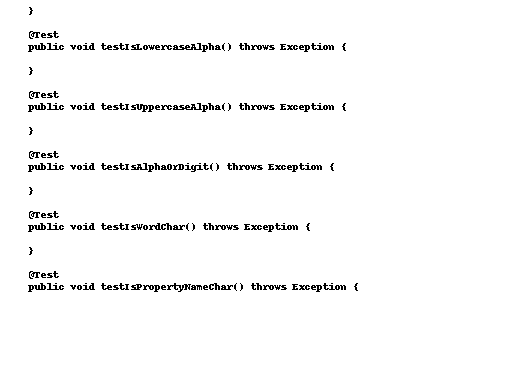 }
@Test
public void testIsLowercaseAlpha() throws Exception {
}
@Test
public void testIsUppercaseAlpha() throws Exception {
}
@Test
public void testIsAlphaOrDigit() throws Exception {
}
@Test
public void testIsWordChar() throws Exception {
}
@Test
public void testIsPropertyNameChar() throws Exception {